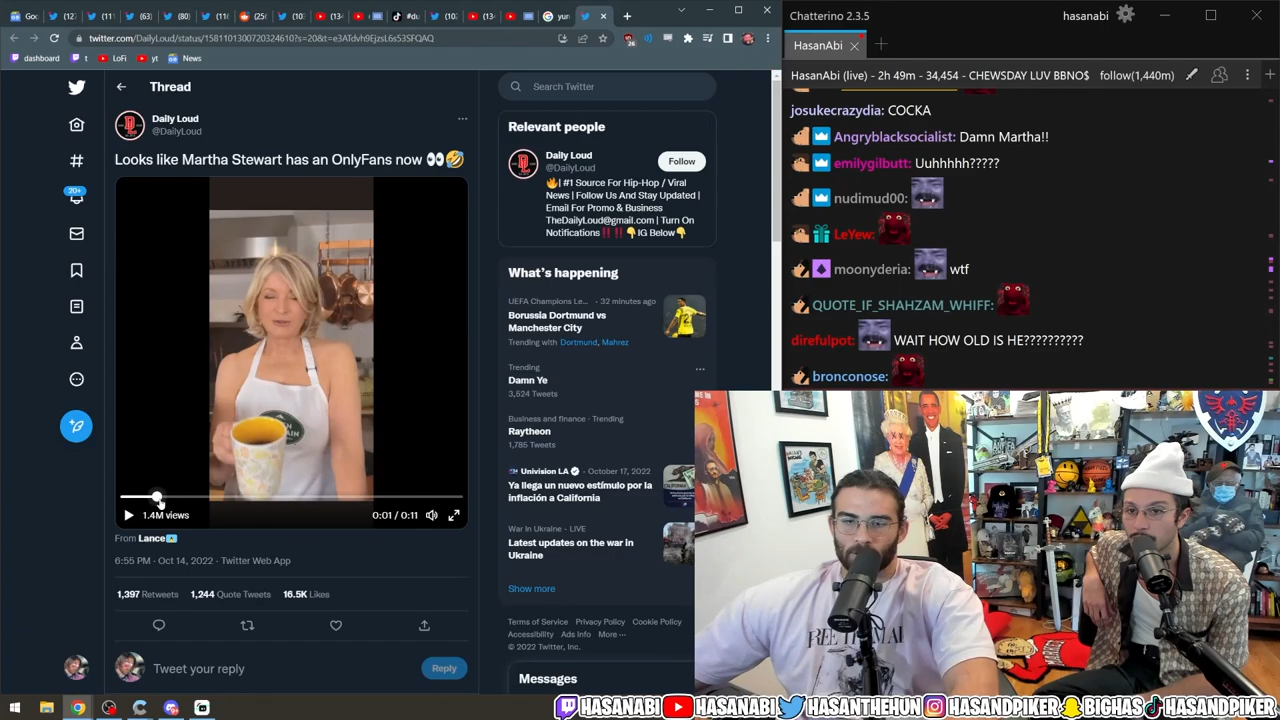 Goo
twitter.com/DailyLoud/status/1581101300720324610?s=20&t=e3ATdvh9EjzsL6s53SFQAQ
dashboard
t
LoFi
yt
News
Thread
Daily Loud
@DailyLoud
Looks like Martha Stewart has an OnlyFans now 👀🤣
1.4M views
0:01 / 0:11
From Lance
6:55 PM · Oct 14, 2022 · Twitter Web App
1,397 Retweets 1,244 Quote Tweets 16.5K Likes
Tweet your reply
Reply
20+
Search Twitter
Relevant people
Daily Loud
@DailyLoud
Follow
🔥| #1 Source For Hip-Hop / Viral
News | Follow Us And Stay Updated |
Email For Promo & Business
TheDailyLoud@gmail.com | Turn On
Notifications‼️‼️👇IG Below👇
What's happening
UEFA Champions Le... · 32 minutes ago
Borussia Dortmund vs
Manchester City
Trending with Dortmund, Mahrez
Trending
Damn Ye
3,524 Tweets
Business and finance · Trending
Raytheon
1,785 Tweets
Univision LA · October 17, 2022
Ya llega un nuevo estímulo por la
inflación a California
War in Ukraine · LIVE
Latest updates on the war in
Ukraine
Show more
Terms of Service Privacy Policy Cookie Policy
Accessibility Ads Info More ···
© 2022 Twitter, Inc.
Messages
Chatterino 2.3.5
hasanabi
HasanAbi
HasanAbi (live) - 2h 49m - 34,454 - CHEWSDAY LUV BBNO$ follow(1,440m)
josukecrazydia: COCKA
Angryblacksocialist: Damn Martha!!
emilygilbutt: Uuhhhhh?????
nudimud00:
LeYew:
moonyderia: wtf
QUOTE_IF_SHAHZAM_WHIFF:
direfulpot: WAIT HOW OLD IS HE??????????
bronconose:
HASANABI HASANABI HASANTHEHUN HASANDPIKER BIGHAS HASANDPIKER